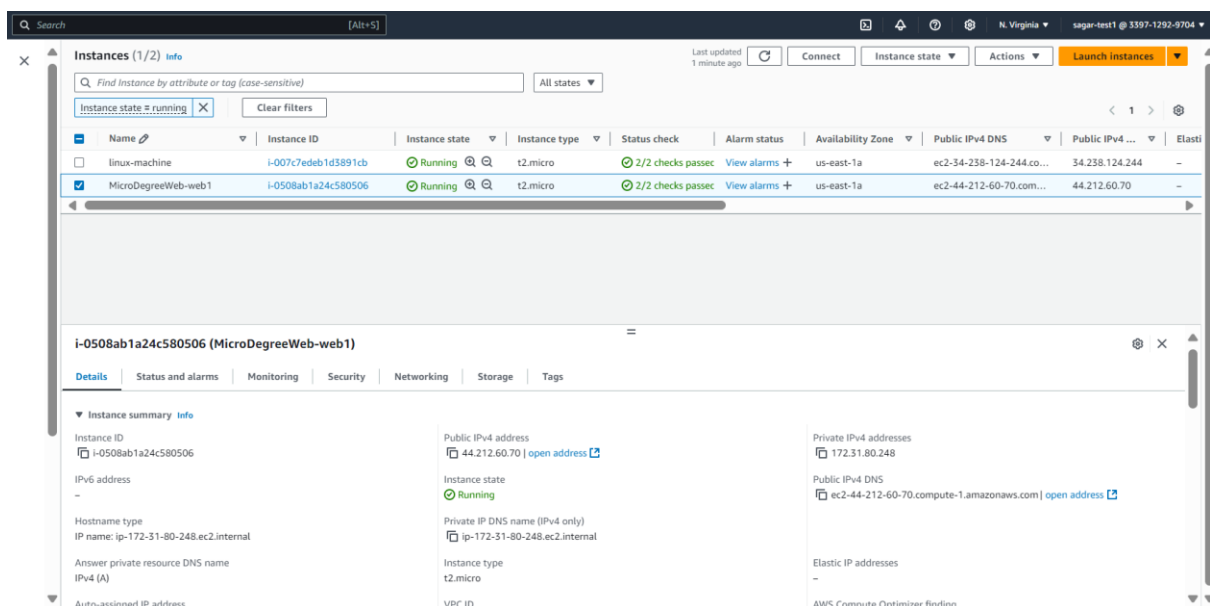 Search [Alt+S] N. Virginia ▼ sagar-test1 @ 3397-1292-9704 ▼
Instances (1/2) Info Last updated 1 minute ago Connect Instance state ▼ Actions ▼ Launch instances ▼
Find Instance by attribute or tag (case-sensitive) All states ▼
Instance state = running Clear filters 1
Name Instance ID Instance state Instance type Status check Alarm status Availability Zone Public IPv4 DNS Public IPv4 ... Elasti
linux-machine i-007c7edeb1d3891cb Running t2.micro 2/2 checks passec View alarms + us-east-1a ec2-34-238-124-244.co... 34.238.124.244 –
MicroDegreeWeb-web1 i-0508ab1a24c580506 Running t2.micro 2/2 checks passec View alarms + us-east-1a ec2-44-212-60-70.com... 44.212.60.70 –
i-0508ab1a24c580506 (MicroDegreeWeb-web1)
Details Status and alarms Monitoring Security Networking Storage Tags
▼ Instance summary Info
Instance ID Public IPv4 address Private IPv4 addresses
i-0508ab1a24c580506 44.212.60.70 | open address 172.31.80.248
IPv6 address Instance state Public IPv4 DNS
– Running ec2-44-212-60-70.compute-1.amazonaws.com | open address
Hostname type Private IP DNS name (IPv4 only)
IP name: ip-172-31-80-248.ec2.internal ip-172-31-80-248.ec2.internal
Answer private resource DNS name Instance type Elastic IP addresses
IPv4 (A) t2.micro –
Auto-assigned IP address VPC ID AWS Compute Optimizer finding